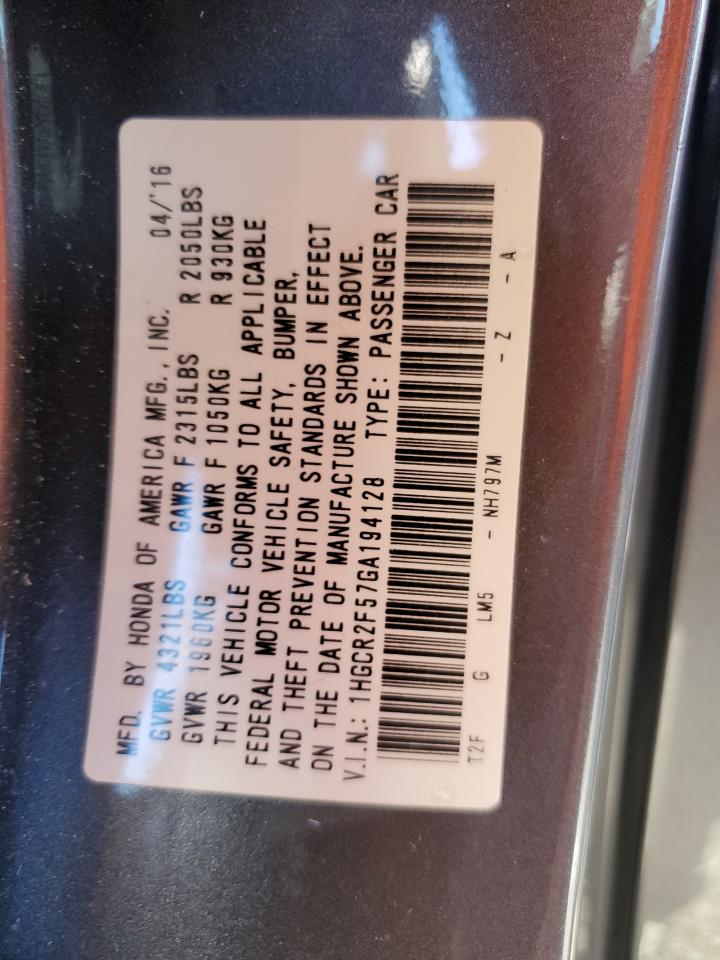 MFD. BY HONDA OF AMERICA MFG., INC. 04/'16
GVWR 4321LBS GAWR F 2315LBS R 2050LBS
GVWR 1960KG GAWR F 1050KG R 930KG
THIS VEHICLE CONFORMS TO ALL APPLICABLE
FEDERAL MOTOR VEHICLE SAFETY, BUMPER,
AND THEFT PREVENTION STANDARDS IN EFFECT
ON THE DATE OF MANUFACTURE SHOWN ABOVE.
V.I.N.: 1HGCR2F57GA194128 TYPE: PASSENGER CAR
T2F G LM5 - NH797M - Z - A